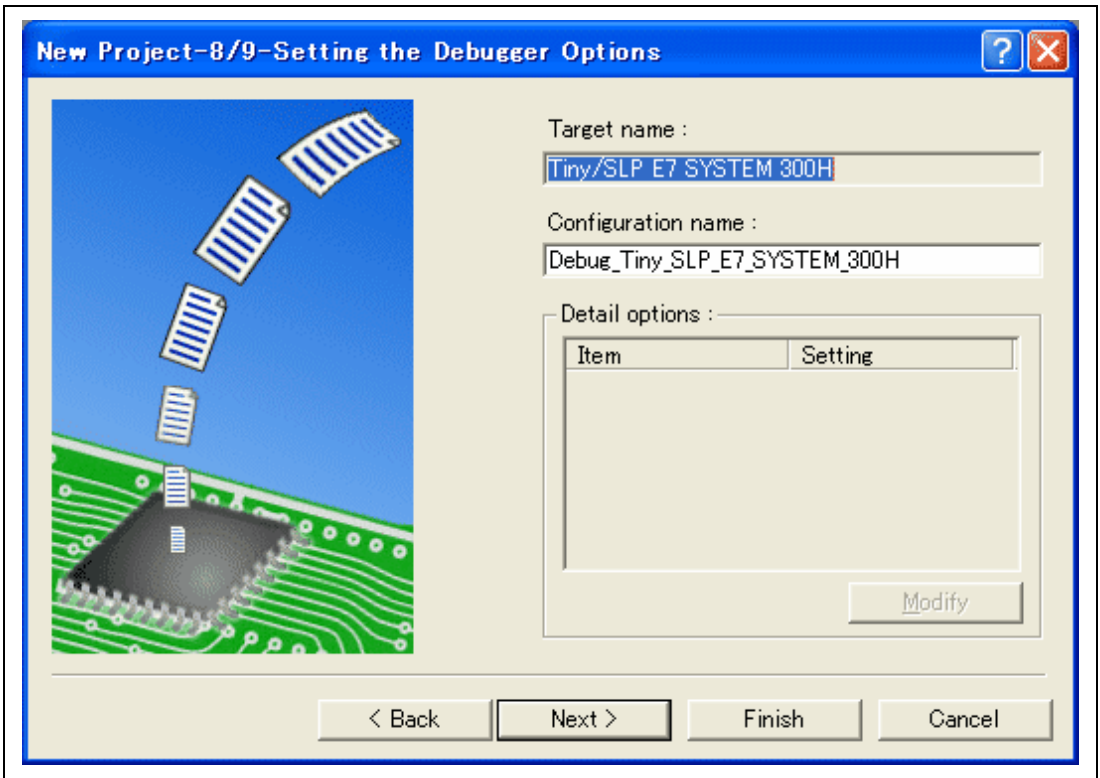 New Project-8/9-Setting the Debugger Options
Target name :
Tiny/SLP E7 SYSTEM 300H
Configuration name :
Debug_Tiny_SLP_E7_SYSTEM_300H
Detail options :
Item Setting
Modify
< Back Next > Finish Cancel